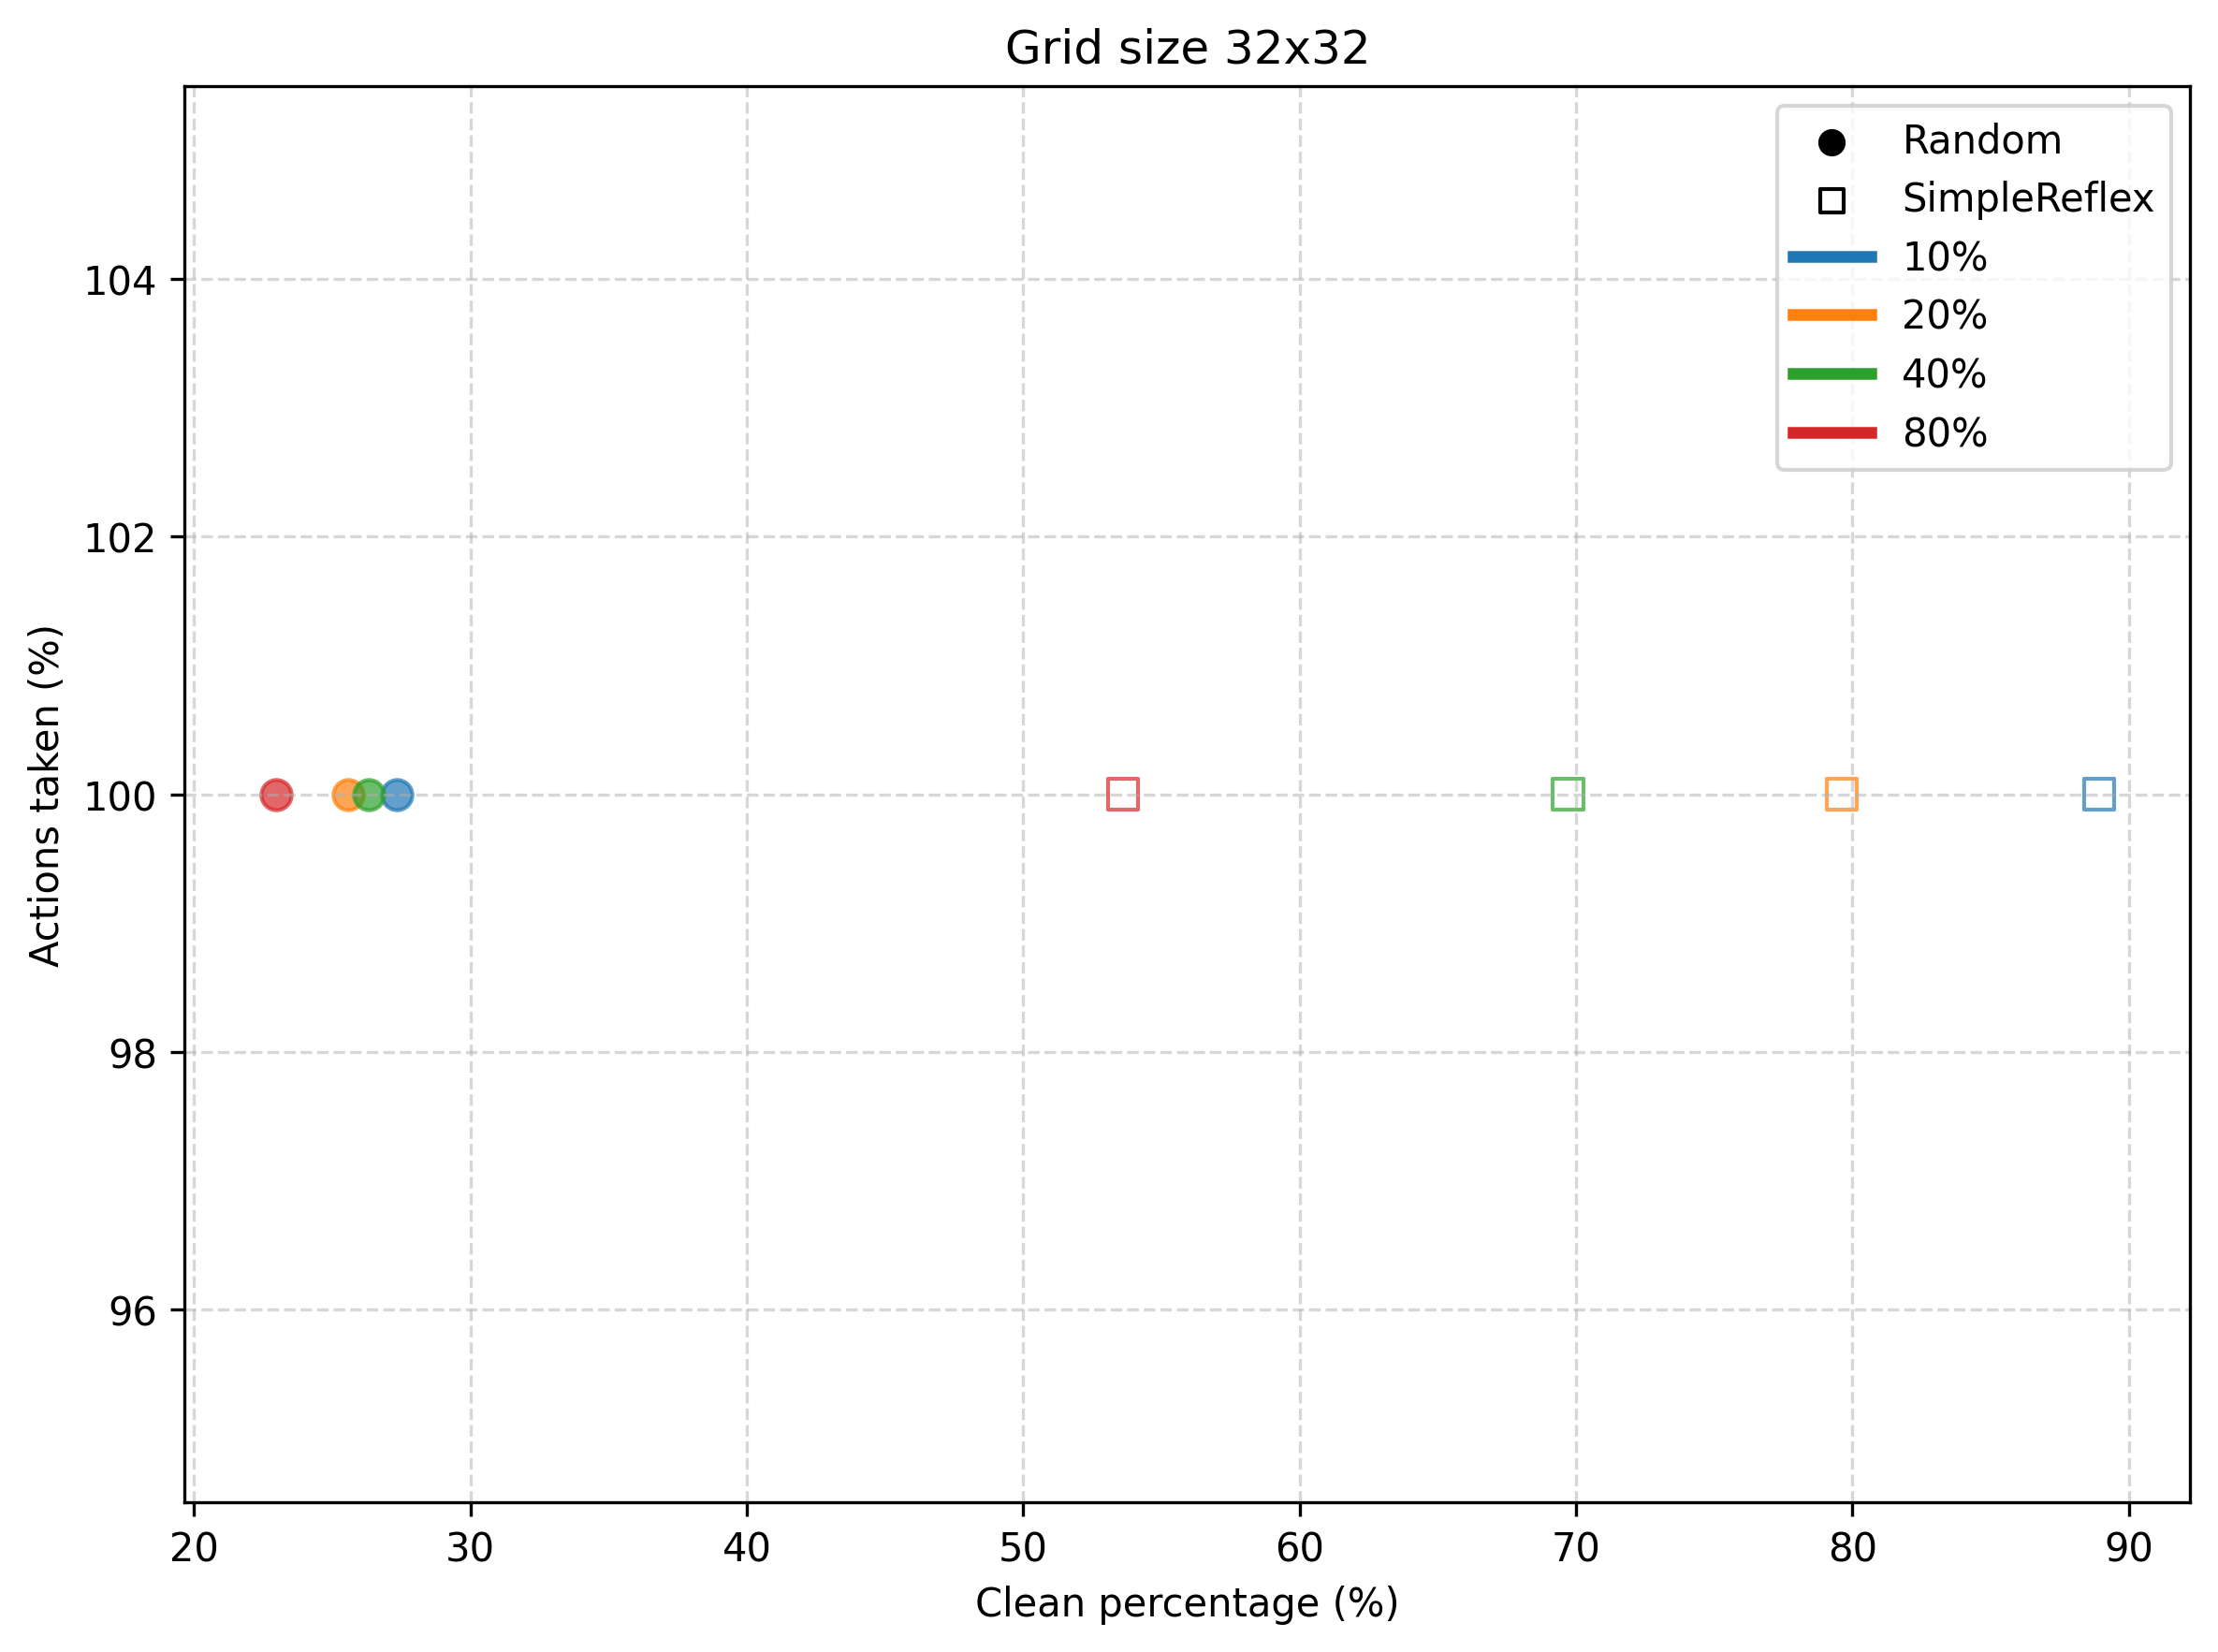 Grid size 32x32
Random
SimpleReflex
10%
20%
40%
80%
104
102
100
98
96
Actions taken (%)
20 30 40 50 60 70 80 90
Clean percentage (%)